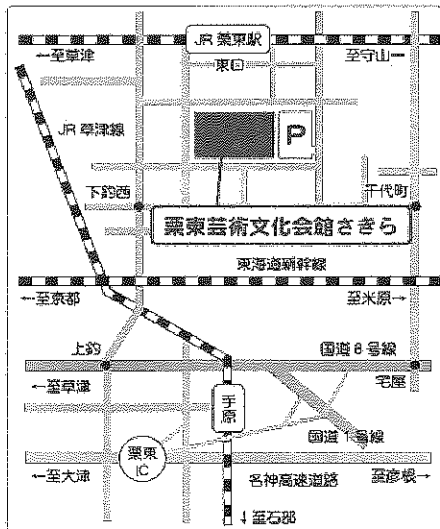 JR 栗東駅
←至草津
東口
至守山
JR 草津線
P
下鈎西
千代町
栗東芸術文化会館さきら
東海道新幹線
←至京都
至米原→
上鈎
国道8号線
←至草津
宅屋
手原
国道1号線
栗東
IC
←至大津
名神高速道路
至彦根→
↓至石部